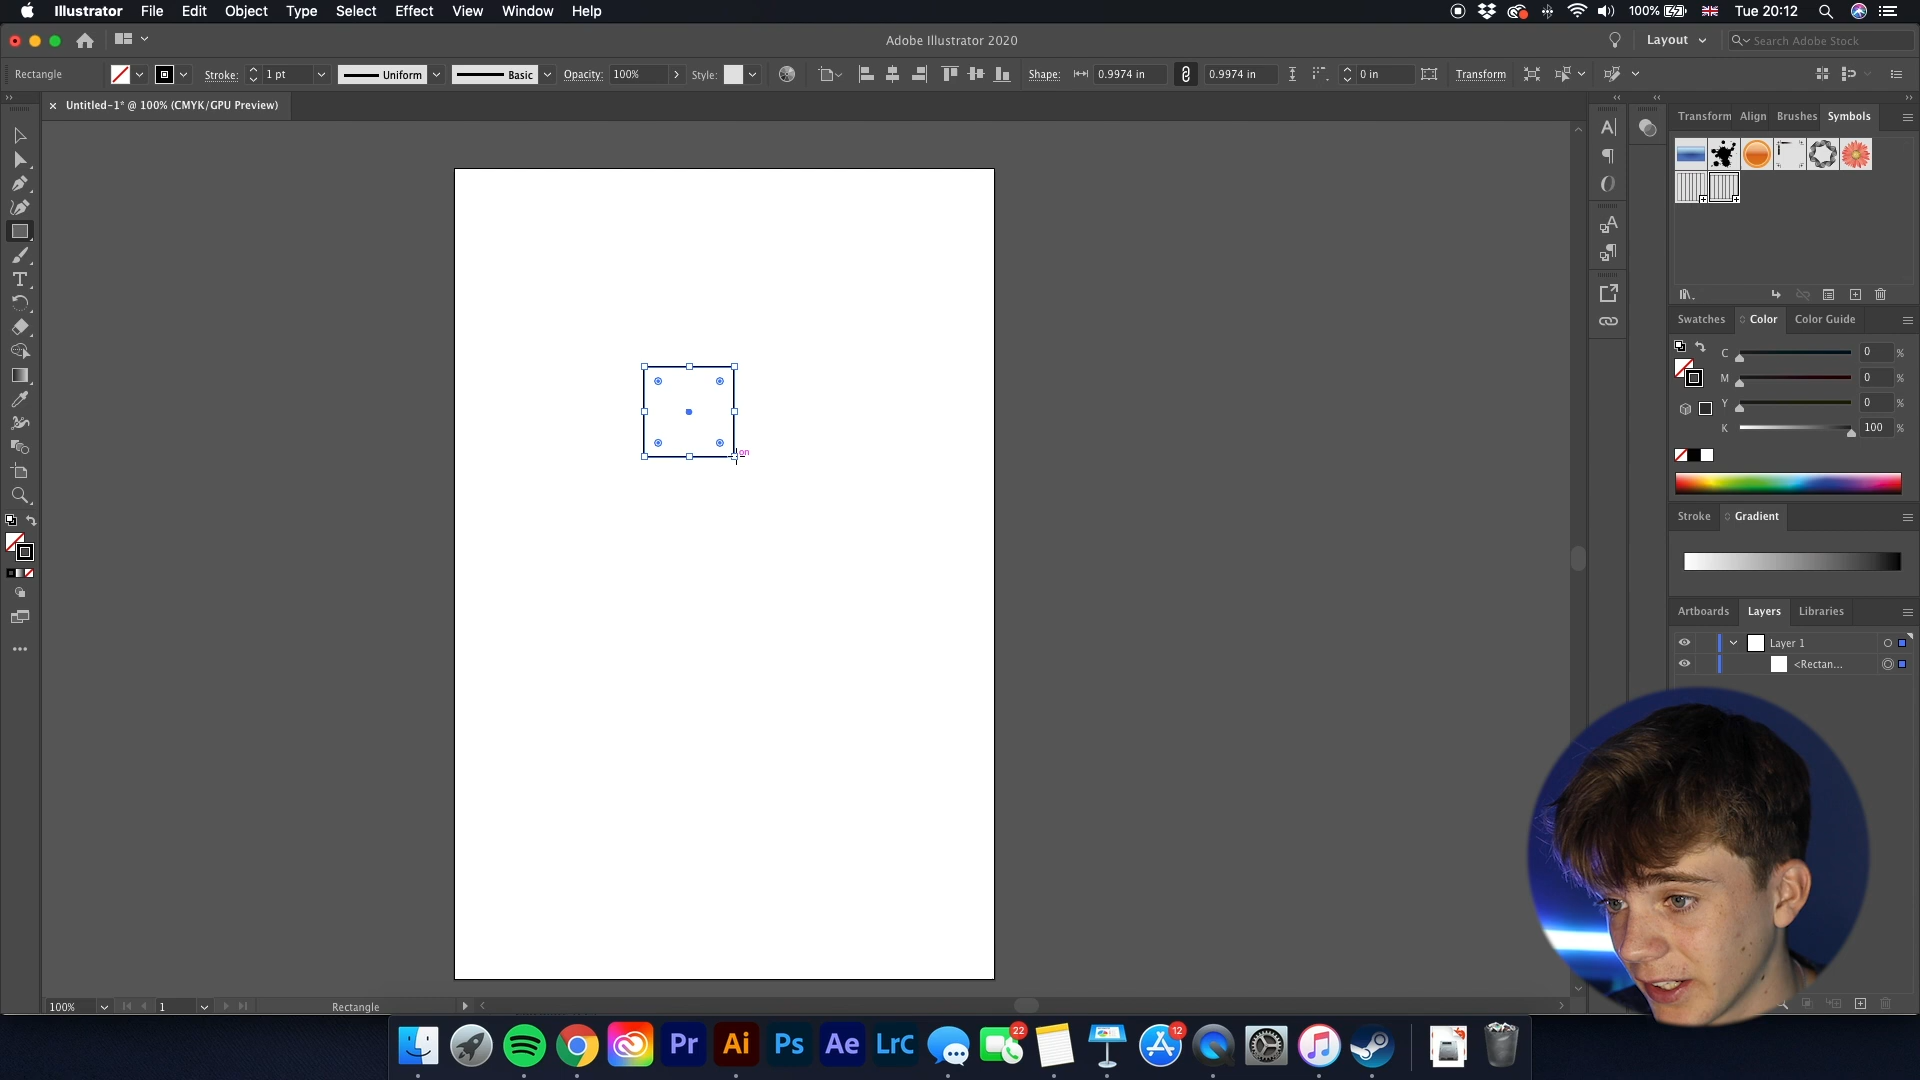 Illustrator File Edit Object Type Select Effect View Window Help
100% Tue 20:12
Adobe Illustrator 2020
Layout
Search Adobe Stock
Rectangle
Stroke: 1 pt
Uniform
Basic
Opacity: 100%
Style:
Shape: 0.9974 in
0.9974 in
0 in
Transform
Untitled-1* @ 100% (CMYK/GPU Preview)
Transform Align Brushes Symbols
Swatches Color Color Guide
C 0 %
M 0 %
Y 0 %
K 100 %
on
Stroke Gradient
Artboards Layers Libraries
Layer 1
<Rectan...
100%
1
Rectangle
Pr Ai Ps Ae LrC
22
12